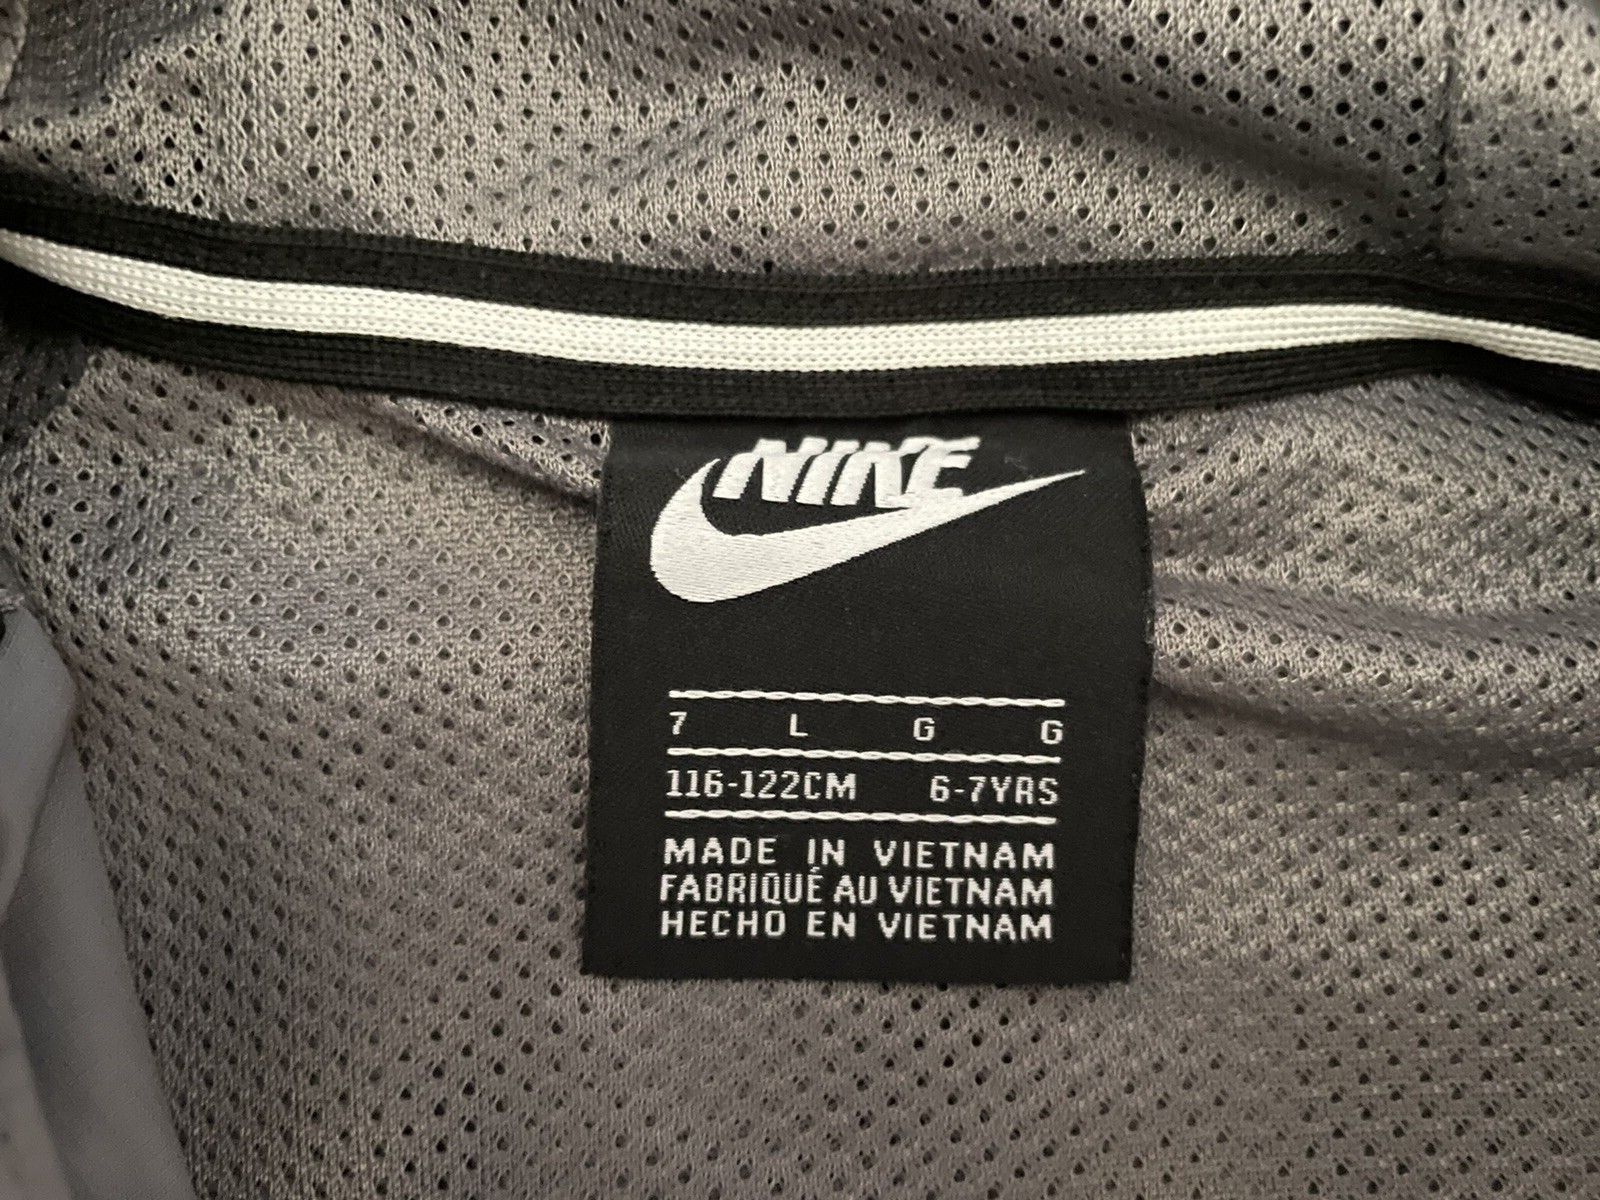 NIKE
7 L G G
116-122CM 6-7YRS
MADE IN VIETNAM
FABRIQUÉ AU VIETNAM
HECHO EN VIETNAM